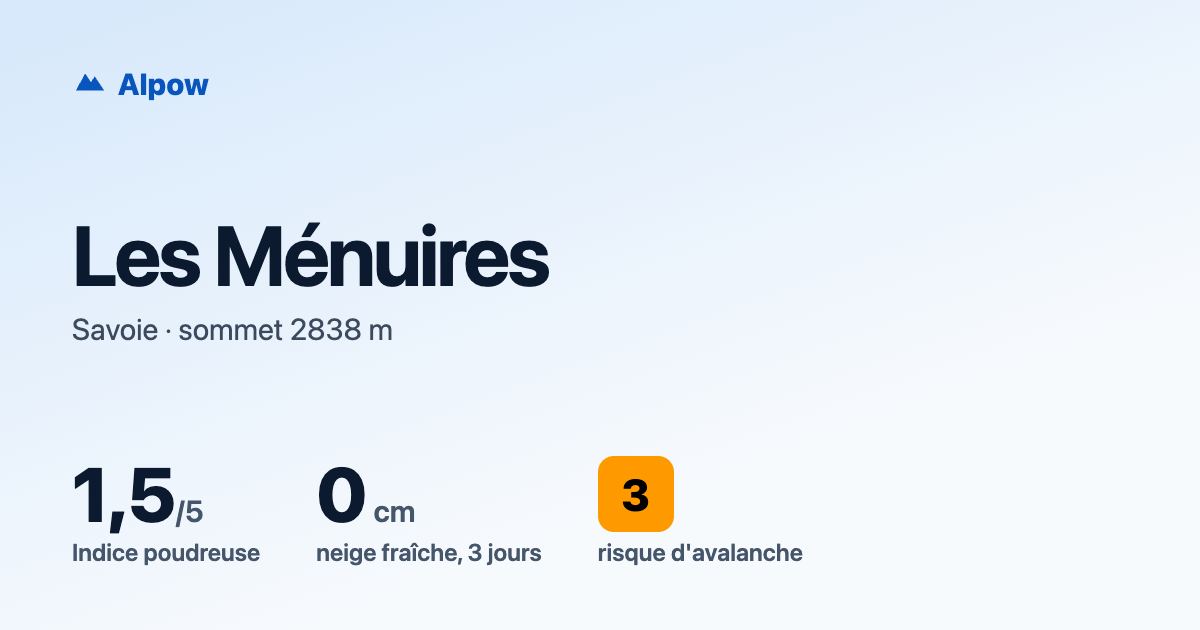 Alpow
Les Ménuires
Savoie · sommet 2838 m
1,5/5
Indice poudreuse
0 cm
neige fraîche, 3 jours
3
risque d'avalanche